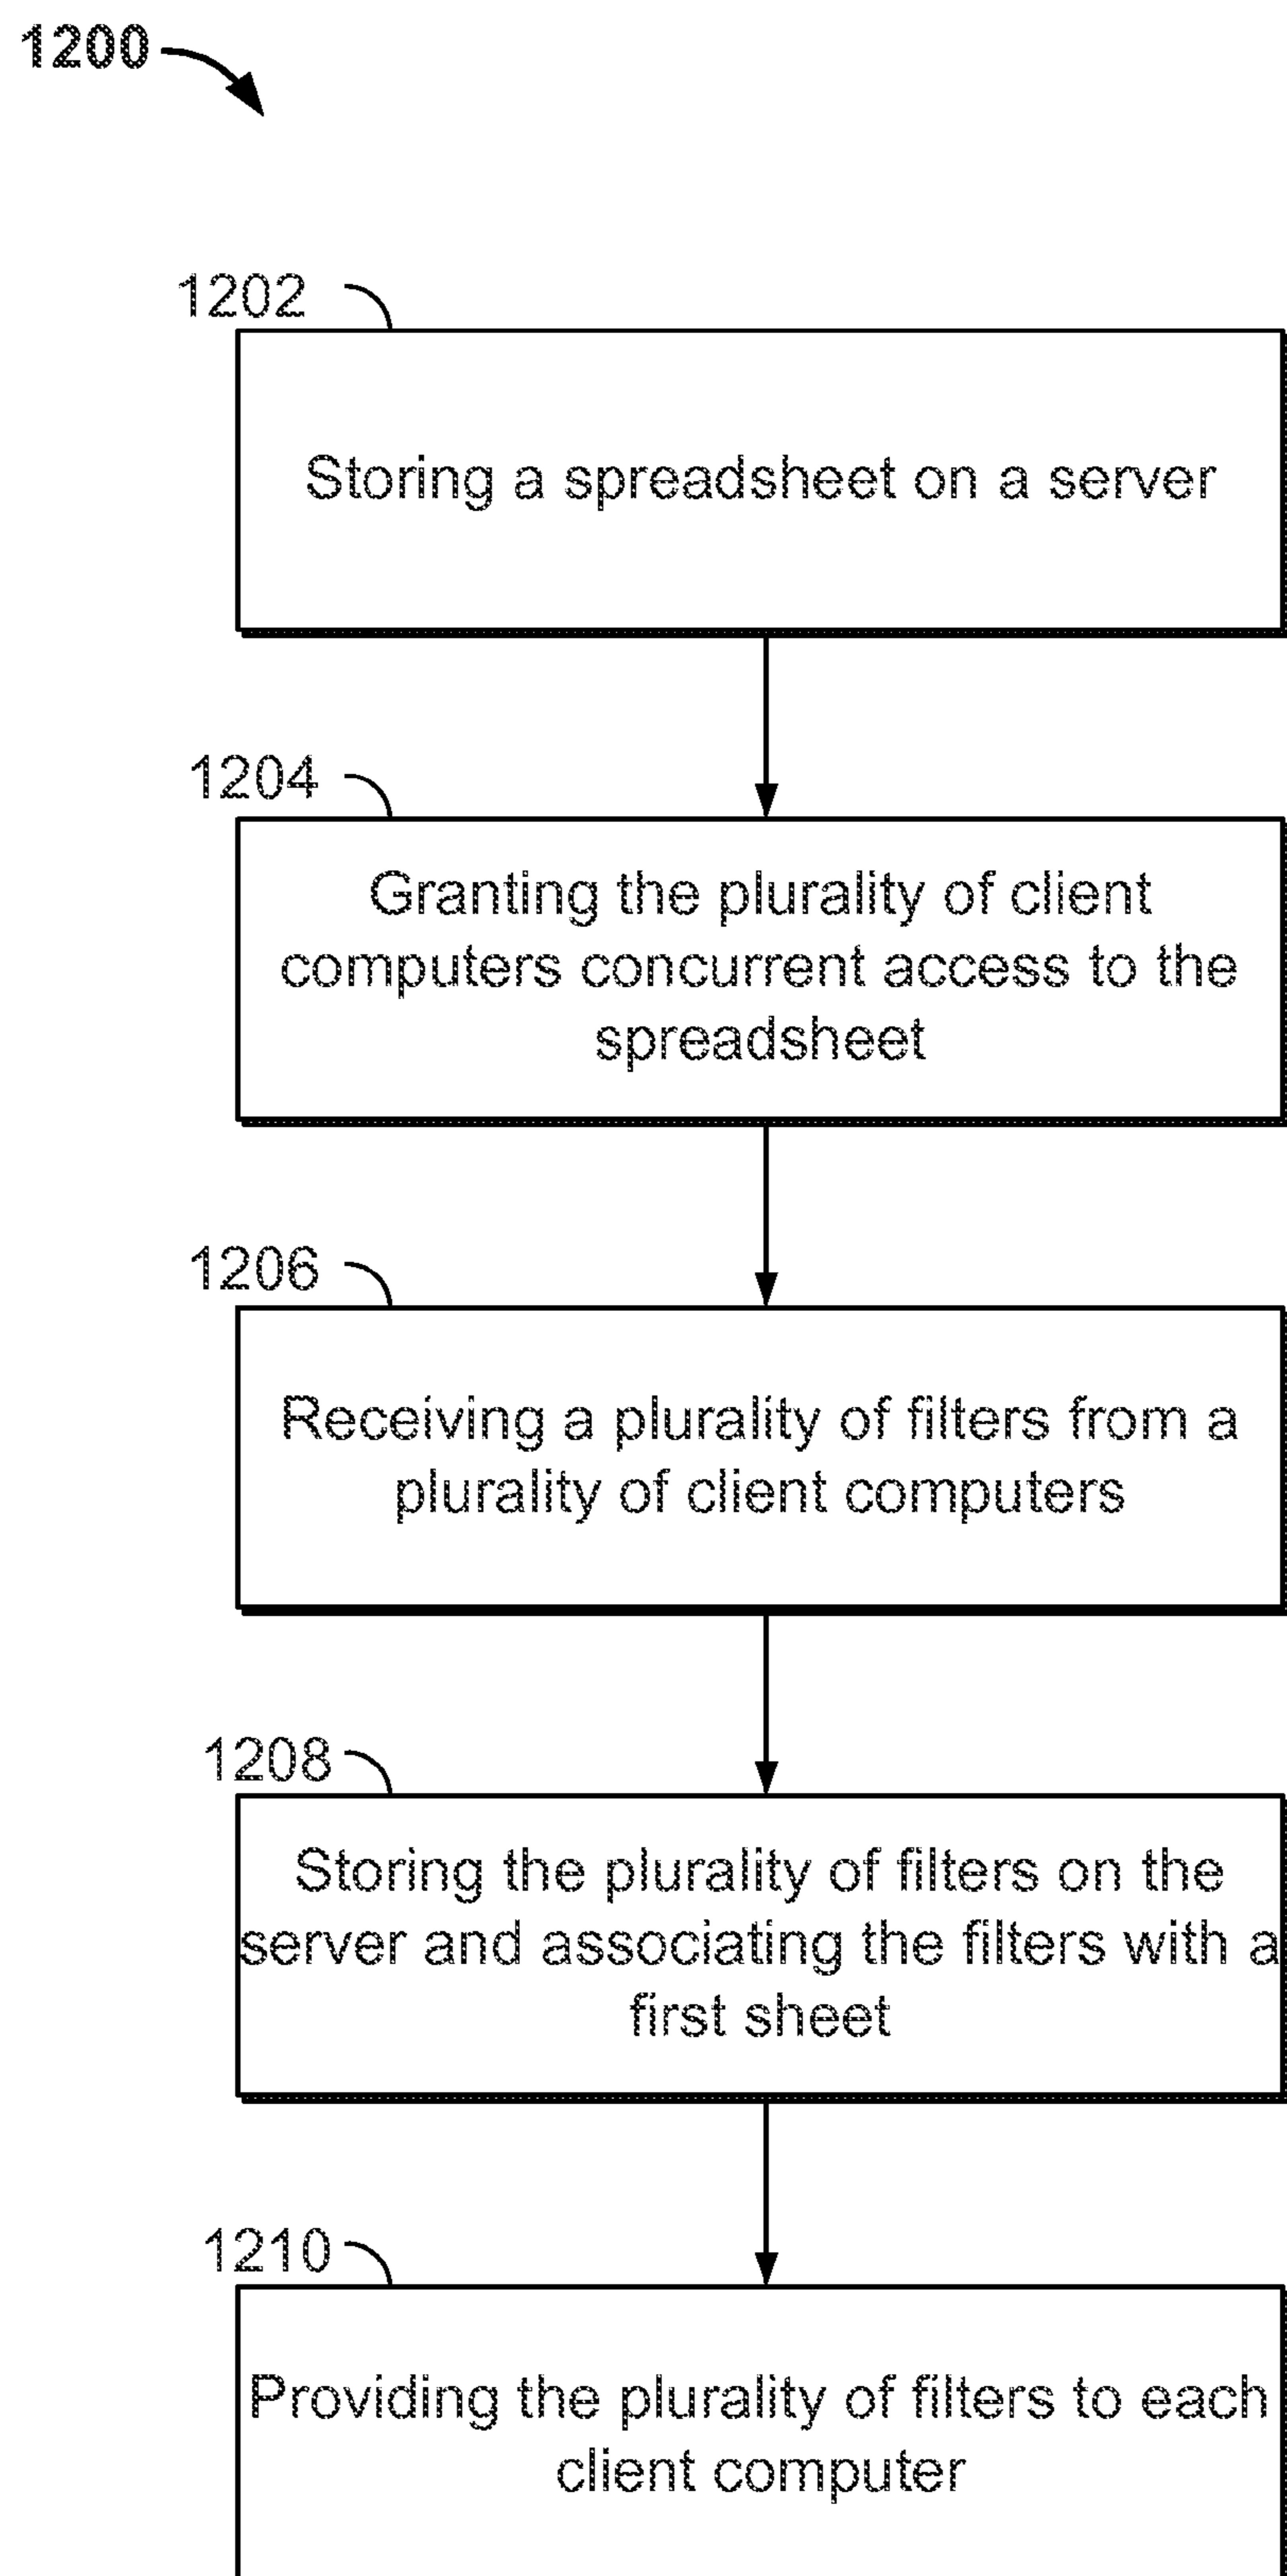 1200
1202
Storing a spreadsheet on a server
1204
Granting the plurality of client
computers concurrent access to the
spreadsheet
1206
Receiving a plurality of filters from a
plurality of client computers
1208
Storing the plurality of filters on the
server and associating the filters with a
first sheet
1210
Providing the plurality of filters to each
client computer